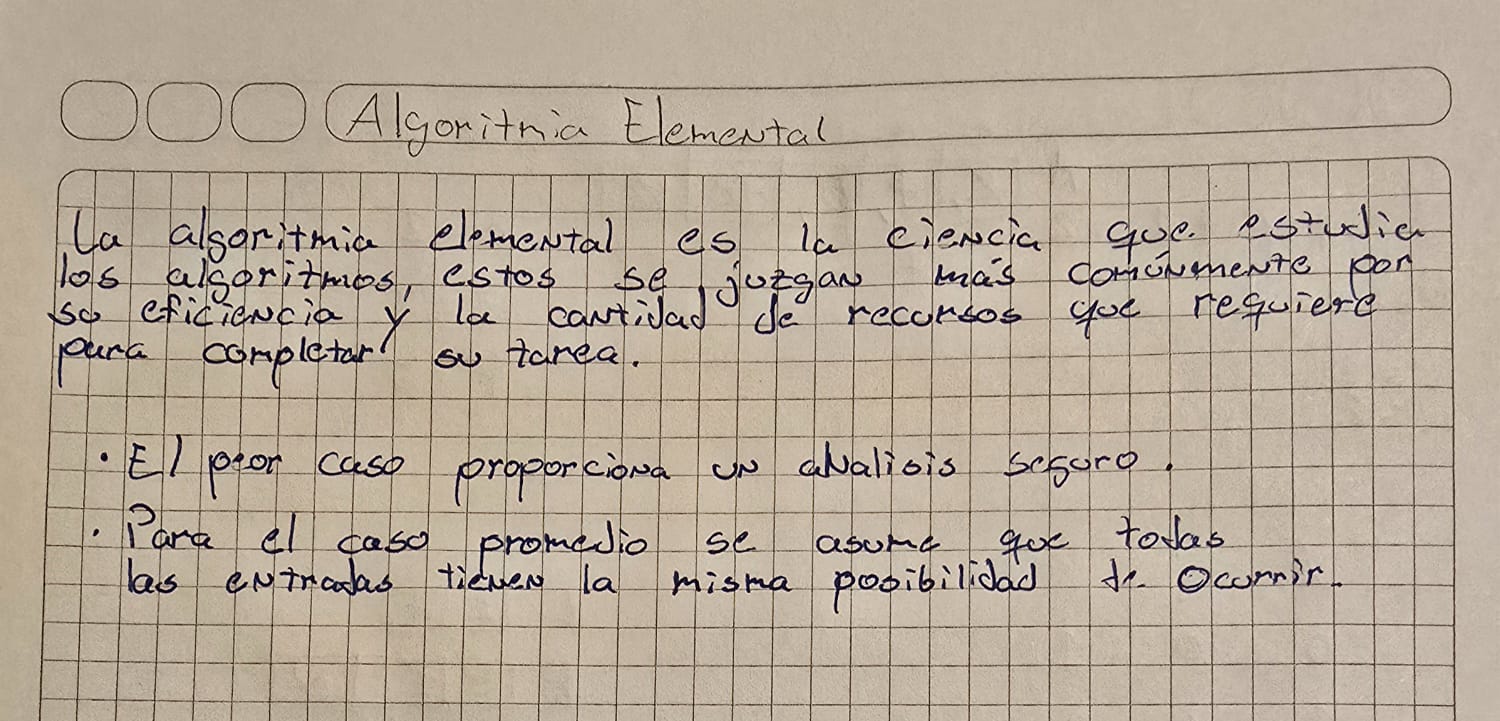 Algoritmia Elemental
La algoritmia elemental es la ciencia que estudia
los algoritmos, estos se juzgan más comúnmente por
su eficiencia y la cantidad de recursos que requiere
para completar su tarea.
· El peor caso proporciona un analisis seguro.
· Para el caso promedio se asume que todas
las entradas tienen la misma posibilidad de ocurrir.